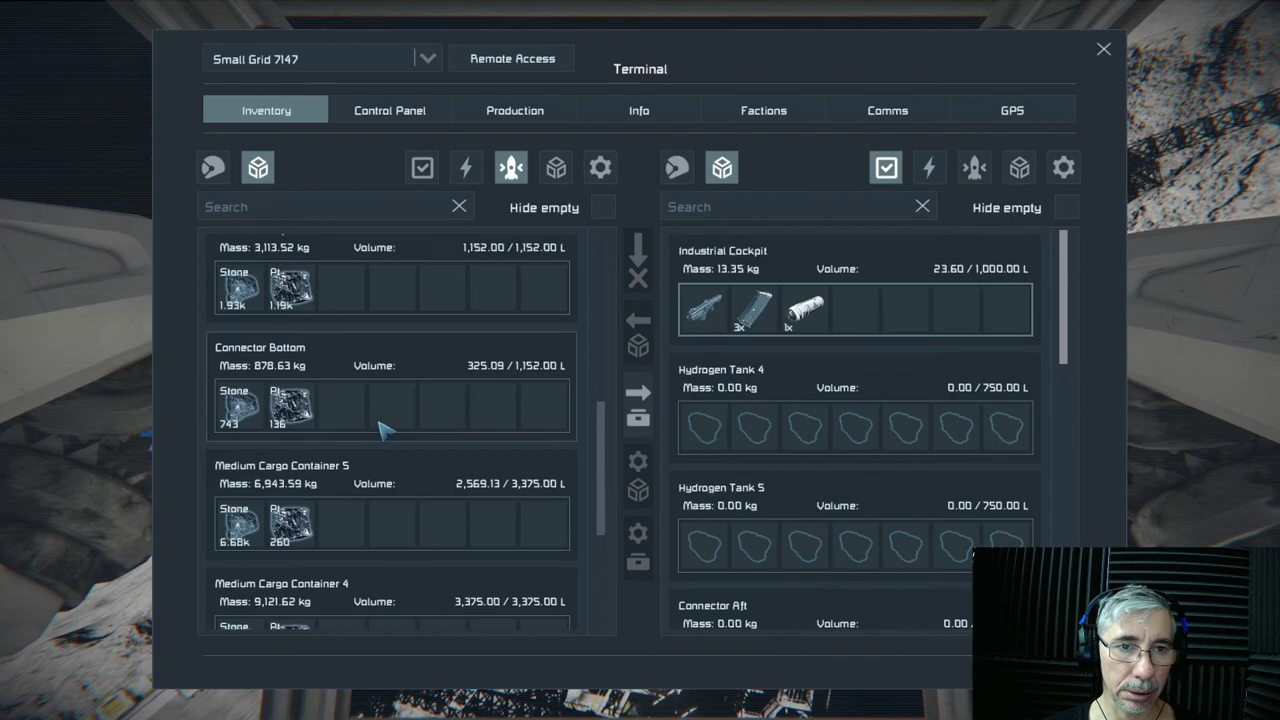 Small Grid 7147
Remote Access
Terminal
Inventory
Control Panel
Production
Info
Factions
Comms
GPS
Search
Hide empty
Search
Hide empty
Mass: 3,113.52 kg Volume: 1,152.00 / 1,152.00 L
Stone Pt
1.93k 1.19k
Connector Bottom
Mass: 878.63 kg Volume: 325.09 / 1,152.00 L
Stone Pt
743 136
Medium Cargo Container 5
Mass: 6,943.59 kg Volume: 2,569.13 / 3,375.00 L
Stone Pt
6.68k 260
Medium Cargo Container 4
Mass: 9,121.62 kg Volume: 3,375.00 / 3,375.00 L
Stone Pt
Industrial Cockpit
Mass: 13.35 kg Volume: 23.60 / 1,000.00 L
3x 1x
Hydrogen Tank 4
Mass: 0.00 kg Volume: 0.00 / 750.00 L
Hydrogen Tank 5
Mass: 0.00 kg Volume: 0.00 / 750.00 L
Connector Aft
Mass: 0.00 kg Volume: 0.00